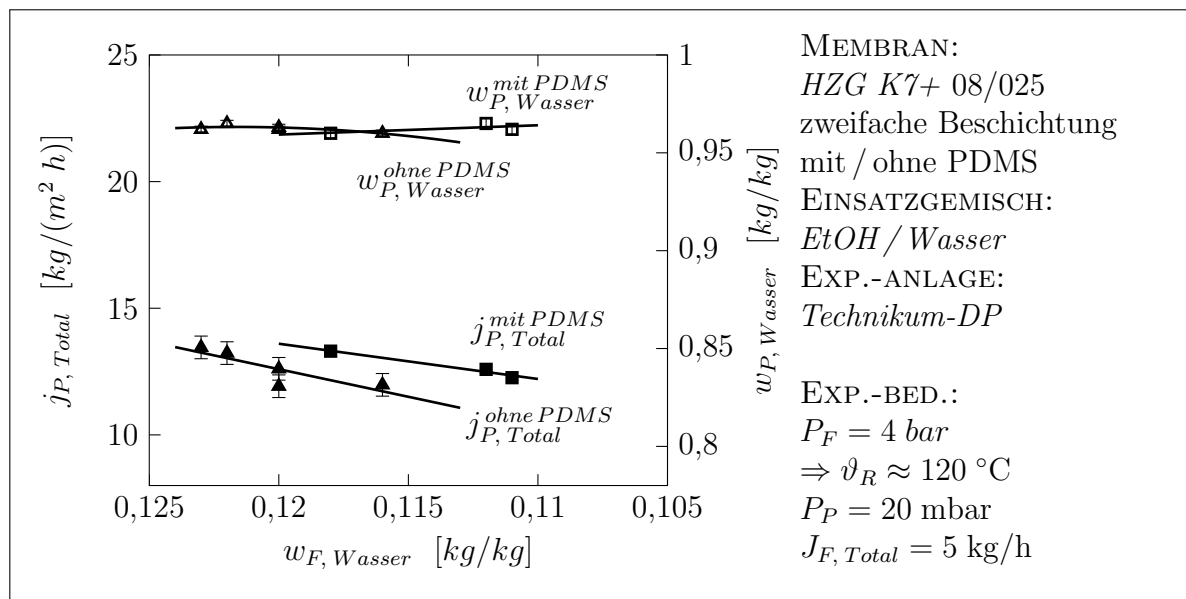 25
20
15
10
j_{P, Total} [kg/(m² h)]
w_{P, Wasser}^{mit PDMS}
w_{P, Wasser}^{ohne PDMS}
j_{P, Total}^{mit PDMS}
j_{P, Total}^{ohne PDMS}
1
0,95
0,9
0,85
0,8
w_{P, Wasser} [kg/kg]
0,125 0,12 0,115 0,11 0,105
w_{F, Wasser} [kg/kg]
MEMBRAN:
HZG K7+ 08/025
zweifache Beschichtung
mit / ohne PDMS
EINSATZGEMISCH:
EtOH / Wasser
EXP.-ANLAGE:
Technikum-DP
EXP.-BED.:
P_F = 4 bar
⇒ ϑ_R ≈ 120 °C
P_P = 20 mbar
J_{F, Total} = 5 kg/h